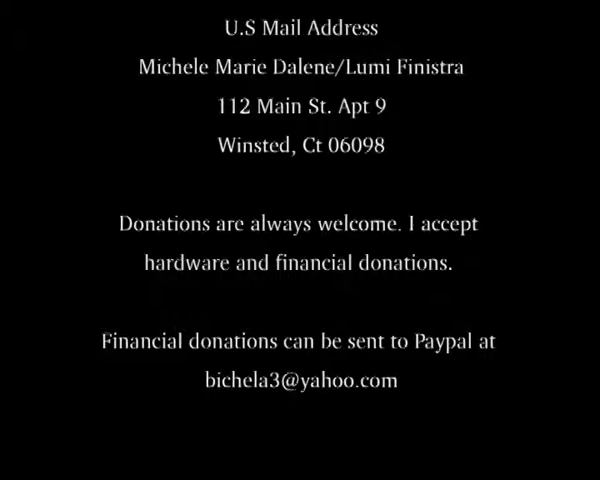 U.S Mail Address
Michele Marie Dalene/Lumi Finistra
112 Main St. Apt 9
Winsted, Ct 06098
Donations are always welcome. I accept
hardware and financial donations.
Financial donations can be sent to Paypal at
bichela3@yahoo.com